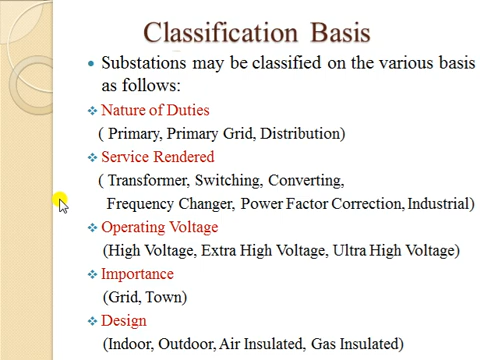 Classification Basis
Substations may be classified on the various basis
as follows:
Nature of Duties
( Primary, Primary Grid, Distribution)
Service Rendered
( Transformer, Switching, Converting,
Frequency Changer, Power Factor Correction, Industrial)
Operating Voltage
(High Voltage, Extra High Voltage, Ultra High Voltage)
Importance
(Grid, Town)
Design
(Indoor, Outdoor, Air Insulated, Gas Insulated)